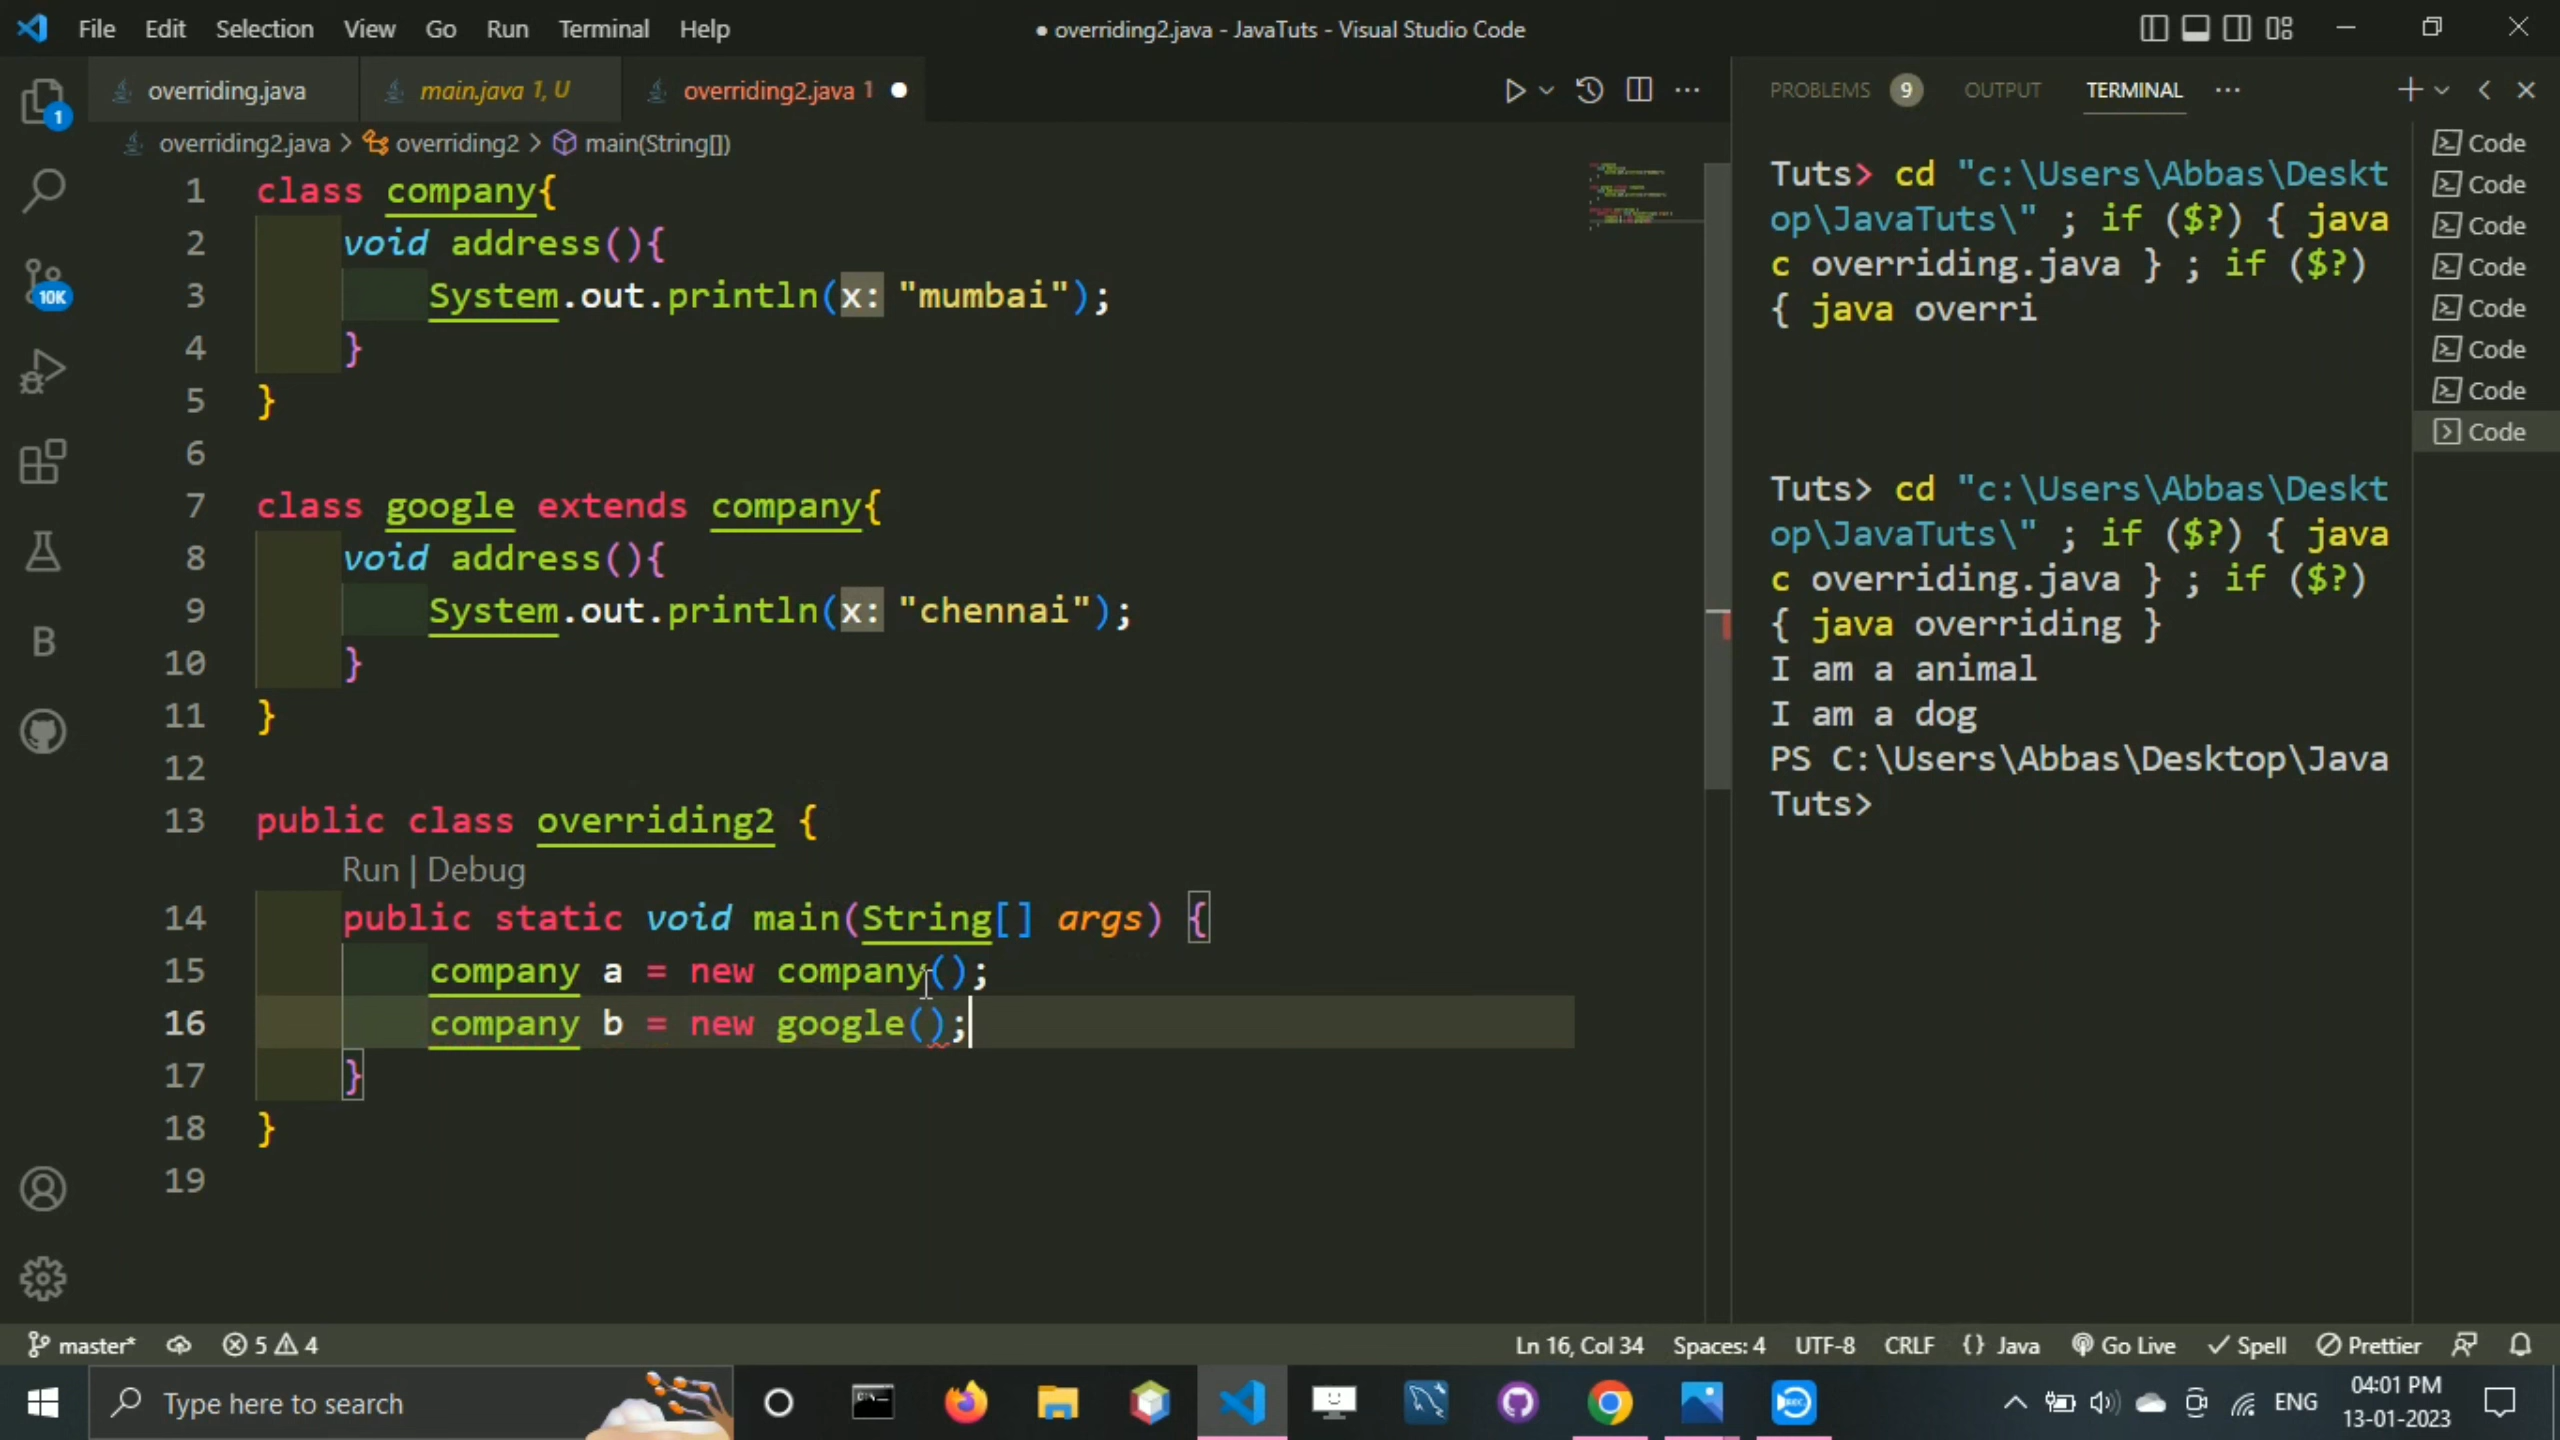 File Edit Selection View Go Run Terminal Help
● overriding2.java - JavaTuts - Visual Studio Code
overriding.java main.java 1, U overriding2.java 1 ●
overriding2.java > overriding2 > main(String[])
1 class company{
2 void address(){
3 System.out.println(x: "mumbai");
4 }
5 }
6
7 class google extends company{
8 void address(){
9 System.out.println(x: "chennai");
10 }
11 }
12
13 public class overriding2 {
Run | Debug
14 public static void main(String[] args) {
15 company a = new company();
16 company b = new google();
17 }
18 }
19
PROBLEMS 9 OUTPUT TERMINAL ···
Tuts> cd "c:\Users\Abbas\Deskt
op\JavaTuts\" ; if ($?) { java
c overriding.java } ; if ($?)
{ java overri
Tuts> cd "c:\Users\Abbas\Deskt
op\JavaTuts\" ; if ($?) { java
c overriding.java } ; if ($?)
{ java overriding }
I am a animal
I am a dog
PS C:\Users\Abbas\Desktop\Java
Tuts>
Code
Code
Code
Code
Code
Code
Code
Code
1
10K
B
master* 5 4
Ln 16, Col 34 Spaces: 4 UTF-8 CRLF {} Java Go Live Spell Prettier
Type here to search
ENG
04:01 PM
13-01-2023